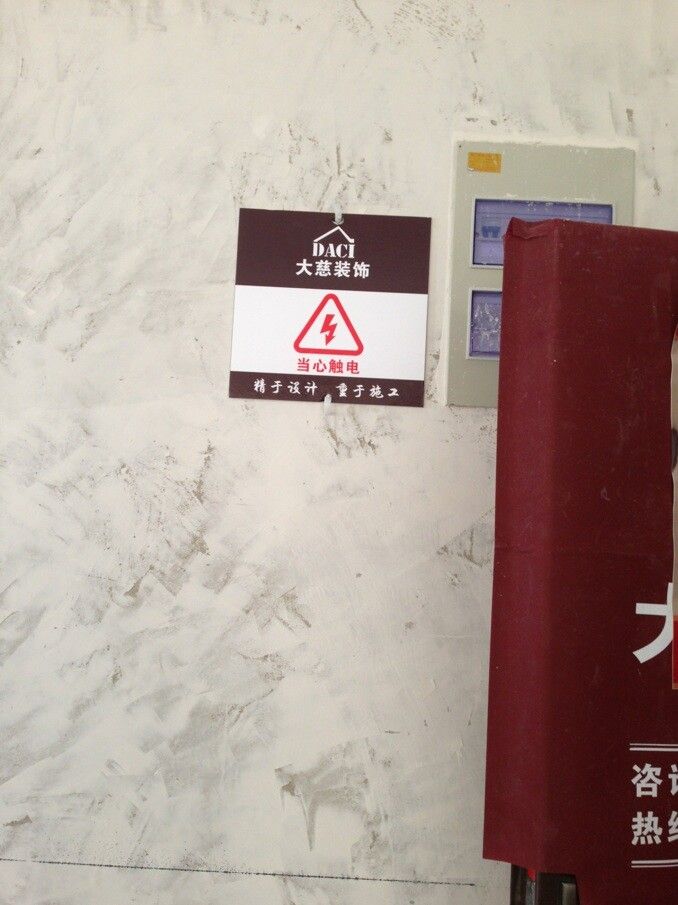 DACI
大慈装饰
当心触电
精于设计 重于施工
大
咨
热